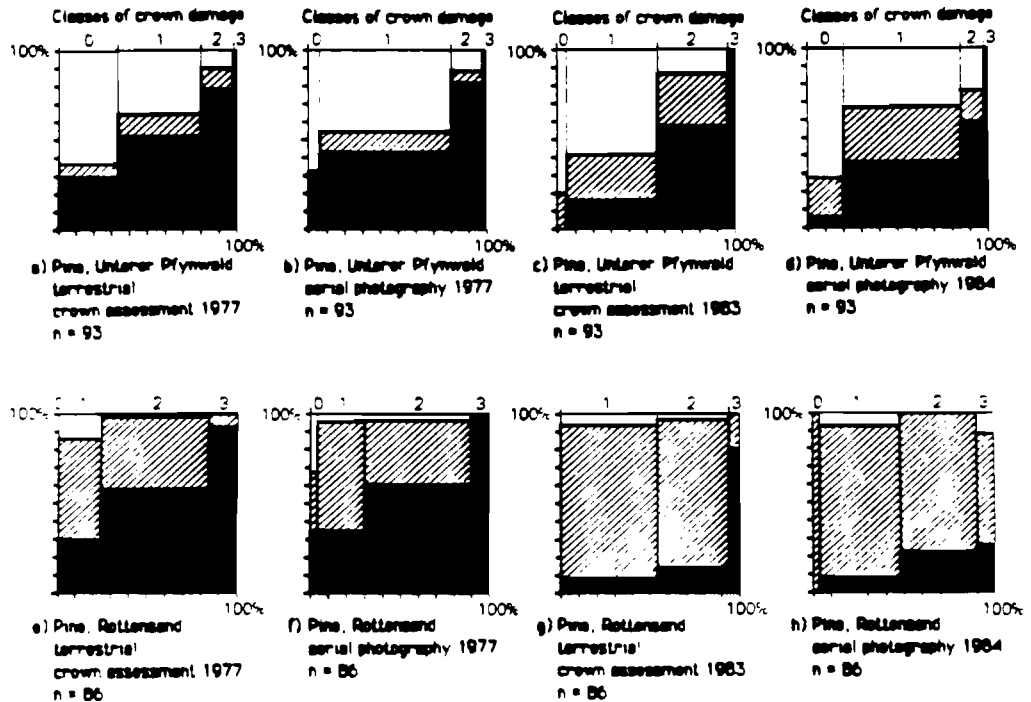 Classes of crown damage
0 1 2 3
100%
100%
a) Pine, Unterer Pfynwald
terrestrial
crown assessment 1977
n = 93
Classes of crown damage
0 1 2 3
100%
100%
b) Pine, Unterer Pfynwald
aerial photography 1977
n = 93
Classes of crown damage
0 1 2 3
100%
100%
c) Pine, Unterer Pfynwald
terrestrial
crown assessment 1983
n = 93
Classes of crown damage
0 1 2 3
100%
100%
d) Pine, Unterer Pfynwald
aerial photography 1984
n = 93
0 1 2 3
100%
100%
e) Pine, Rottensand
terrestrial
crown assessment 1977
n = 86
0 1 2 3
100%
100%
f) Pine, Rottensand
aerial photography 1977
n = 86
1 2 3
100%
100%
g) Pine, Rottensand
terrestrial
crown assessment 1983
n = 86
0 1 2 3
100%
100%
h) Pine, Rottensand
aerial photography 1984
n = 86